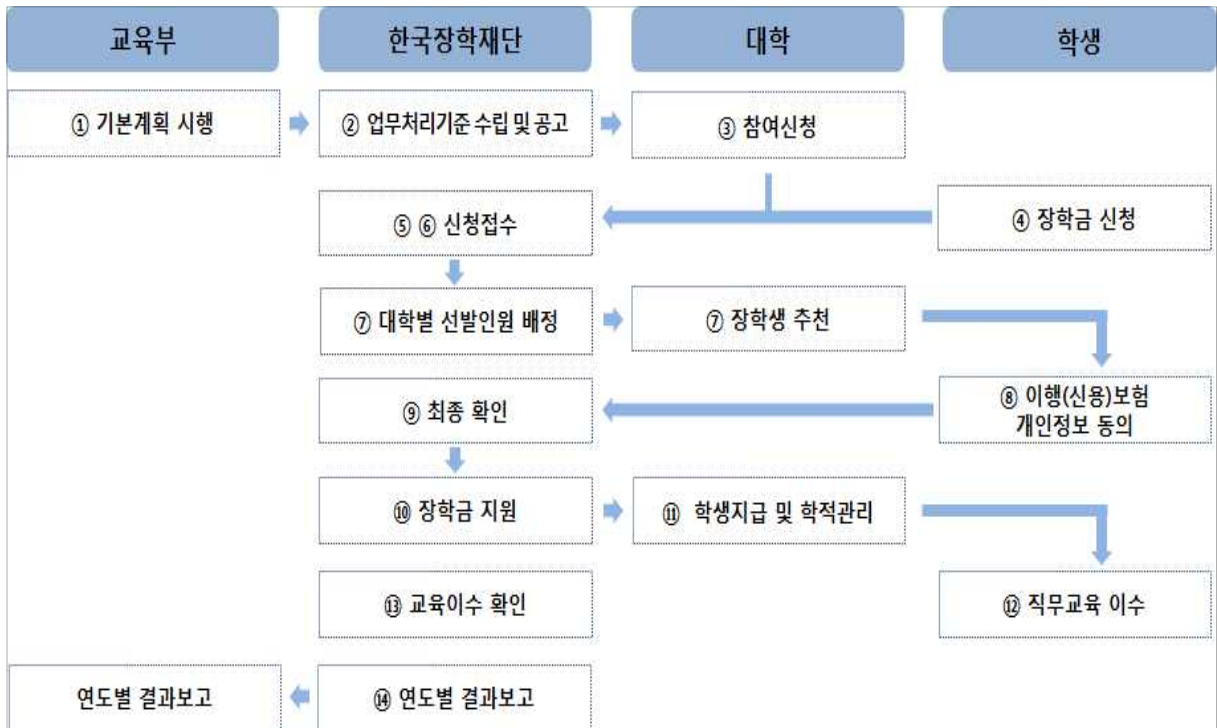 교육부
한국장학재단
대학
학생
① 기본계획 시행
② 업무처리기준 수립 및 공고
③ 참여신청
④ 장학금 신청
⑤ ⑥ 신청접수
⑦ 대학별 선발인원 배정
⑦ 장학생 추천
⑧ 이행(신용)보험
개인정보 동의
⑨ 최종 확인
⑩ 장학금 지원
⑪ 학생지급 및 학적관리
⑬ 교육이수 확인
⑫ 직무교육 이수
연도별 결과보고
⑭ 연도별 결과보고